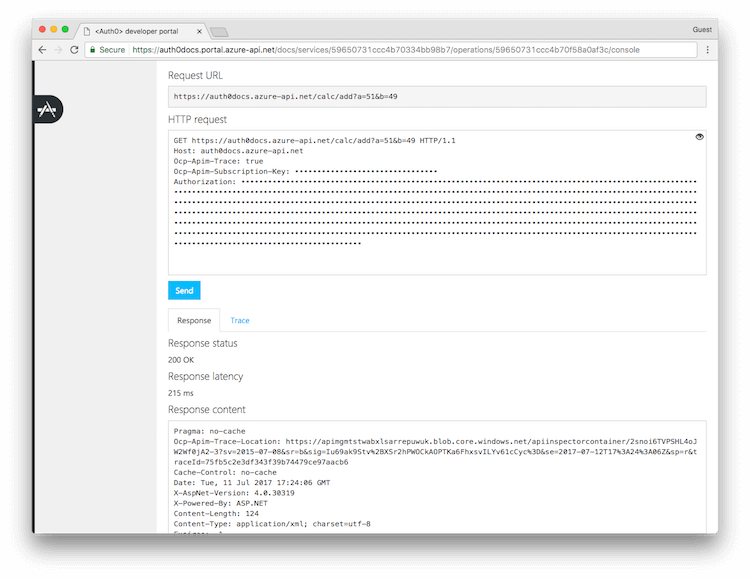 <Auth0> developer portal
Guest
Secure https://auth0docs.portal.azure-api.net/docs/services/59650731ccc4b70334bb98b7/operations/59650731ccc4b70f58a0af3c/console
Request URL
https://auth0docs.azure-api.net/calc/add?a=51&b=49
HTTP request
GET https://auth0docs.azure-api.net/calc/add?a=51&b=49 HTTP/1.1
Host: auth0docs.azure-api.net
Ocp-Apim-Trace: true
Ocp-Apim-Subscription-Key: ••••••••••••••••••••••••••••••••
Authorization:
Send
Response Trace
Response status
200 OK
Response latency
215 ms
Response content
Pragma: no-cache
Ocp-Apim-Trace-Location: https://apimgmtstwabxlsarrepuwuk.blob.core.windows.net/apiinspectorcontainer/2snoi6TVPSHL4oJ
W2Wf0jA2-3?sv=2015-07-08&sr=b&sig=Iu69ak9Stv%2BXSr2hPWOCkAOPTKa6FhxsvILYv61cCyc%3D&se=2017-07-12T17%3A24%3A06Z&sp=r&t
raceId=75fb5c2e3df343f39b74479ce97aacb6
Cache-Control: no-cache
Date: Tue, 11 Jul 2017 17:24:06 GMT
X-AspNet-Version: 4.0.30319
X-Powered-By: ASP.NET
Content-Length: 124
Content-Type: application/xml; charset=utf-8